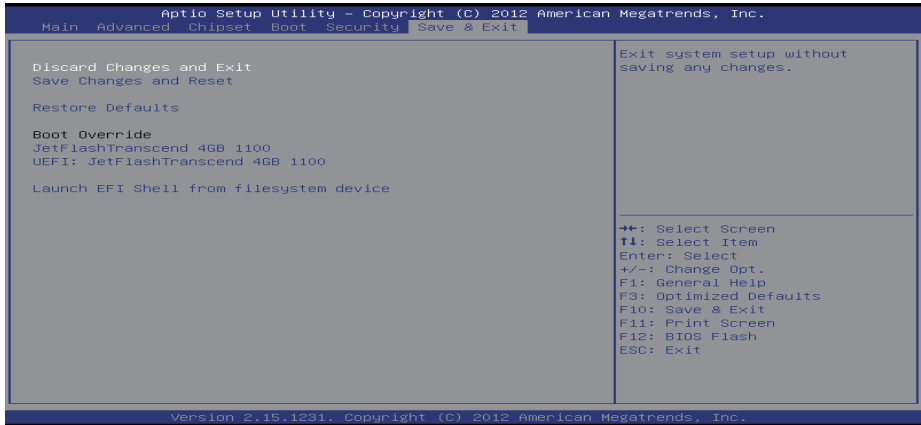 Aptio Setup Utility – Copyright (C) 2012 American Megatrends, Inc.
Main Advanced Chipset Boot Security Save & Exit
Discard Changes and Exit
Save Changes and Reset
Restore Defaults
Boot Override
JetFlashTranscend 4GB 1100
UEFI: JetFlashTranscend 4GB 1100
Launch EFI Shell from filesystem device
Exit system setup without
saving any changes.
→←: Select Screen
↑↓: Select Item
Enter: Select
+/-: Change Opt.
F1: General Help
F3: Optimized Defaults
F10: Save & Exit
F11: Print Screen
F12: BIOS Flash
ESC: Exit
Version 2.15.1231. Copyright (C) 2012 American Megatrends, Inc.